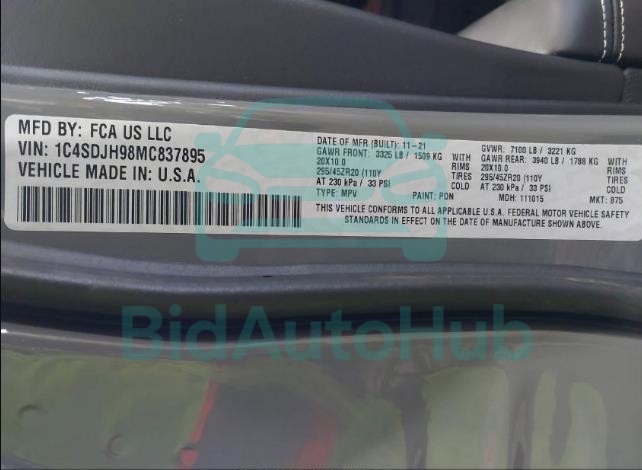 MFD BY: FCA US LLC
VIN: 1C4SDJH98MC837895
VEHICLE MADE IN: U.S.A.
DATE OF MFR (BUILT): 11-21 GVWR: 7100 LB / 3221 KG
GAWR FRONT: 3325 LB / 1509 KG WITH GAWR REAR: 3940 LB / 1788 KG WITH
20X10.0 RIMS 20X10.0 RIMS
295/45ZR20 (110Y TIRES 295/45ZR20 (110Y TIRES
AT 230 kPa / 33 PSI COLD AT 230 kPa / 33 PSI COLD
TYPE: MPV PAINT: PDN MDH: 111015 MKT: 875
THIS VEHICLE CONFORMS TO ALL APPLICABLE U.S.A. FEDERAL MOTOR VEHICLE SAFETY
STANDARDS IN EFFECT ON THE DATE OF MANUFACTURE SHOWN ABOVE.
BidAutoHub